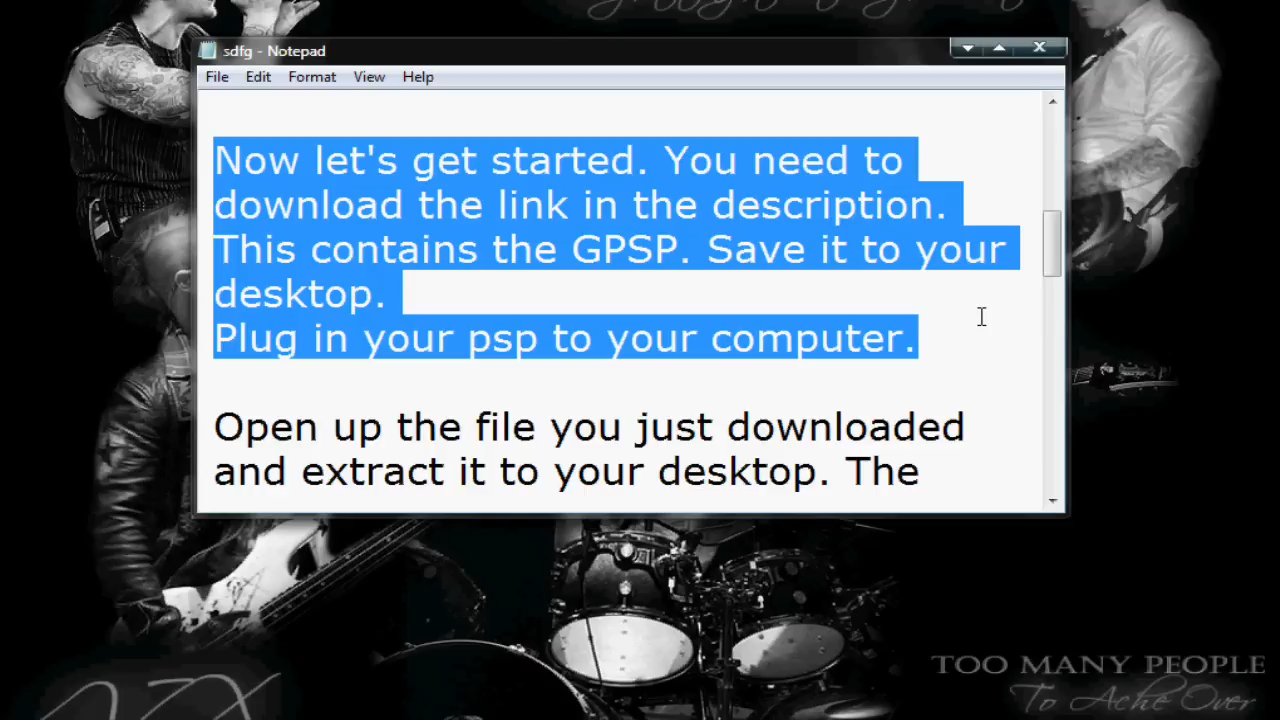 sdfg - Notepad
File Edit Format View Help
Now let's get started. You need to
download the link in the description.
This contains the GPSP. Save it to your
desktop.
Plug in your psp to your computer.
Open up the file you just downloaded
and extract it to your desktop. The
TOO MANY PEOPLE
To Ache Over